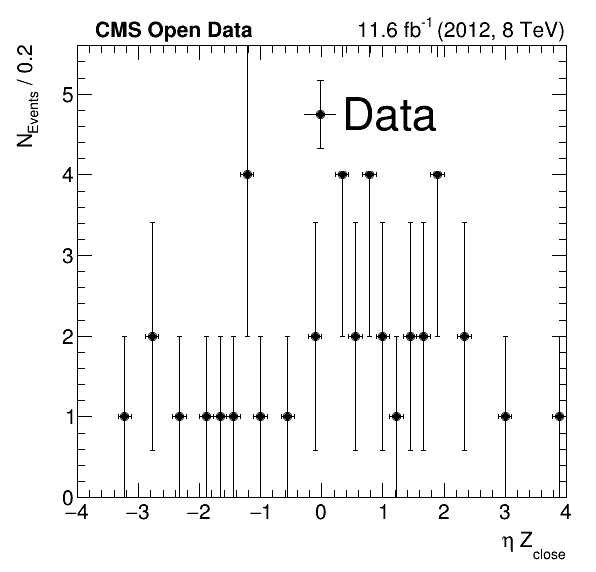 CMS Open Data 11.6 fb⁻¹ (2012, 8 TeV)
N_Events / 0.2
Data
5
4
3
2
1
0
−4 −3 −2 −1 0 1 2 3 4
η Z_close